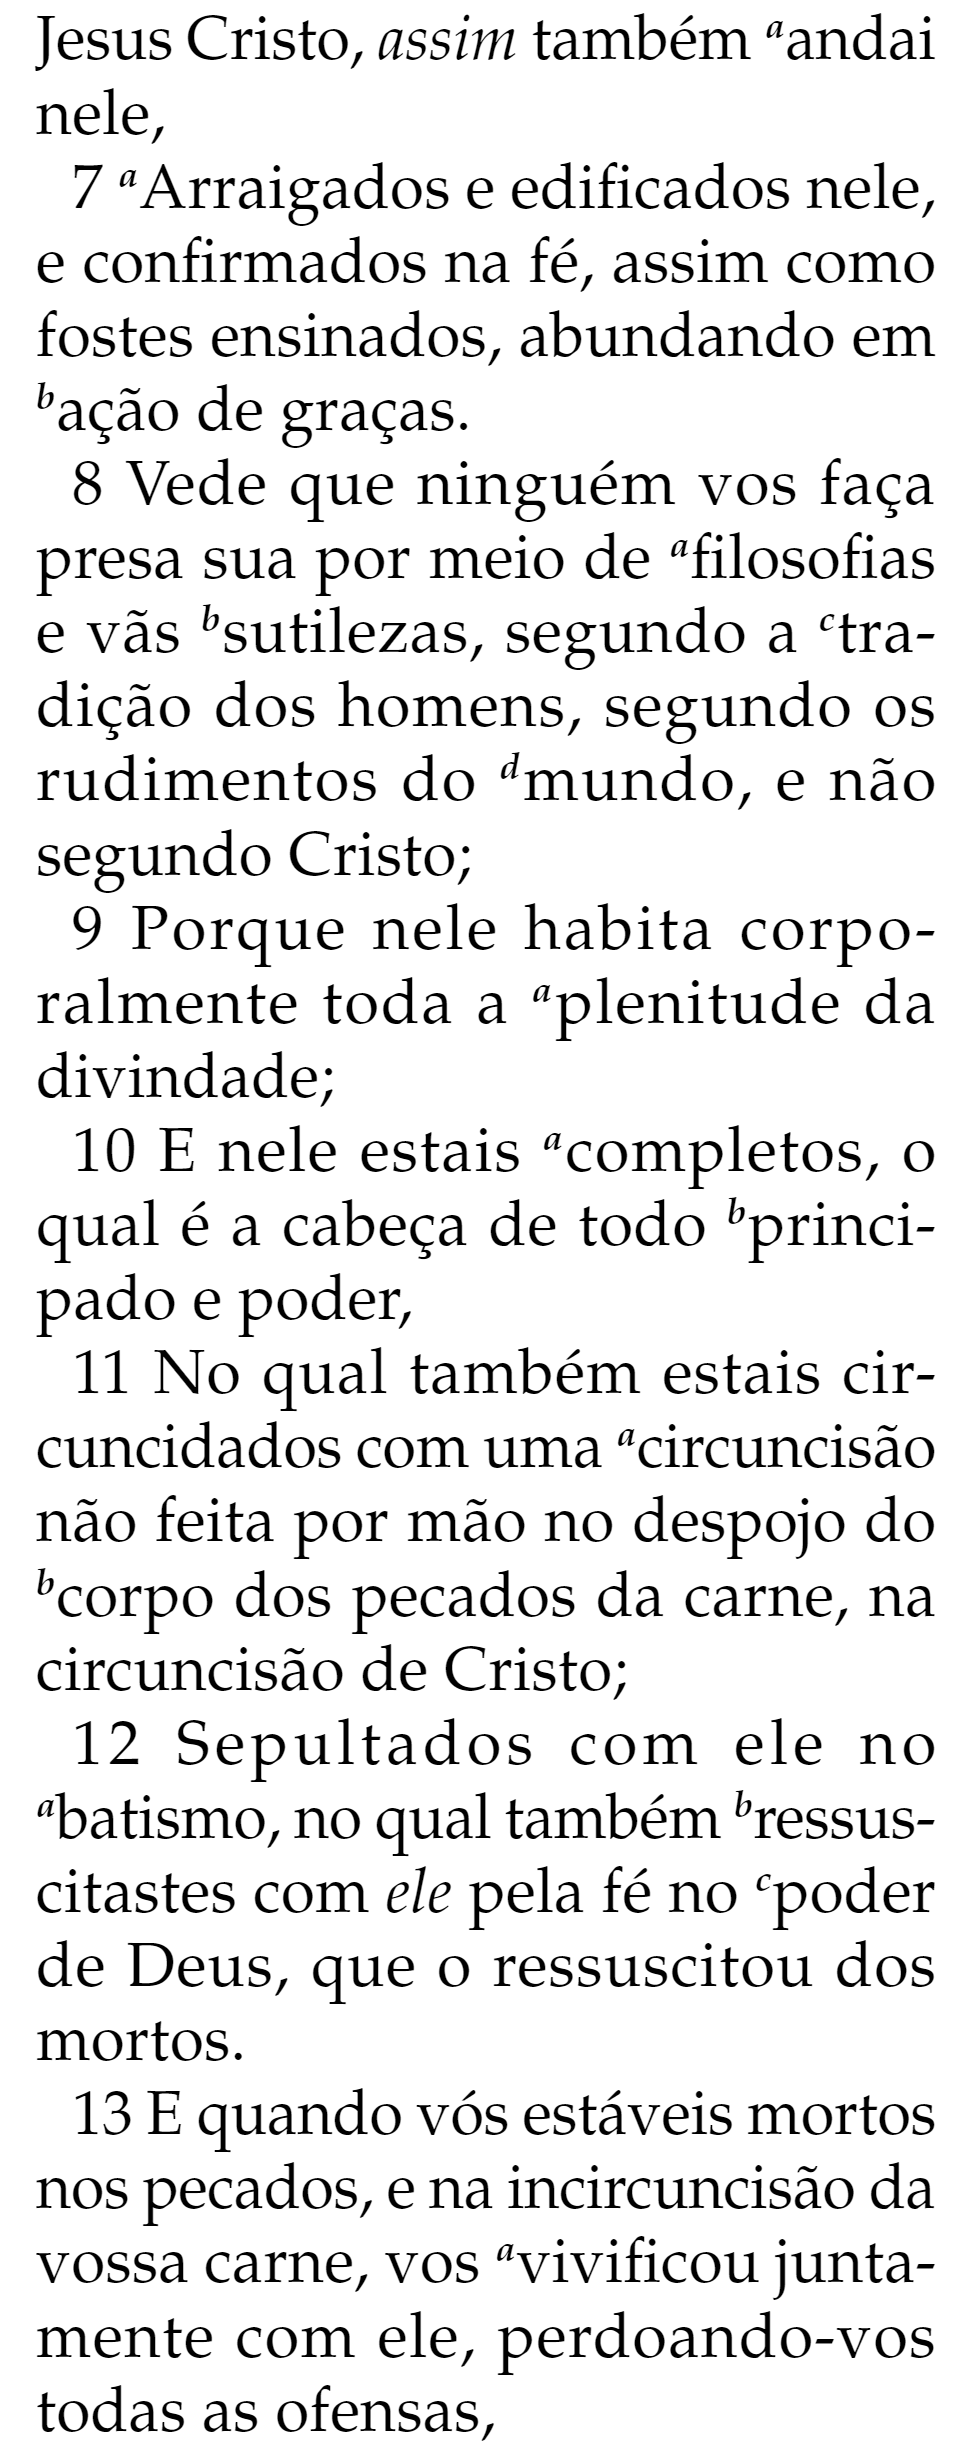 Jesus Cristo, assim também ᵃandai
nele,
7 ᵃArraigados e edificados nele,
e confirmados na fé, assim como
fostes ensinados, abundando em
ᵇação de graças.
8 Vede que ninguém vos faça
presa sua por meio de ᵃfilosofias
e vãs ᵇsutilezas, segundo a ᶜtra-
dição dos homens, segundo os
rudimentos do ᵈmundo, e não
segundo Cristo;
9 Porque nele habita corpo-
ralmente toda a ᵃplenitude da
divindade;
10 E nele estais ᵃcompletos, o
qual é a cabeça de todo ᵇprinci-
pado e poder,
11 No qual também estais cir-
cuncidados com uma ᵃcircuncisão
não feita por mão no despojo do
ᵇcorpo dos pecados da carne, na
circuncisão de Cristo;
12 Sepultados com ele no
ᵃbatismo, no qual também ᵇressus-
citastes com ele pela fé no ᶜpoder
de Deus, que o ressuscitou dos
mortos.
13 E quando vós estáveis mortos
nos pecados, e na incircuncisão da
vossa carne, vos ᵃvivificou junta-
mente com ele, perdoando-vos
todas as ofensas,